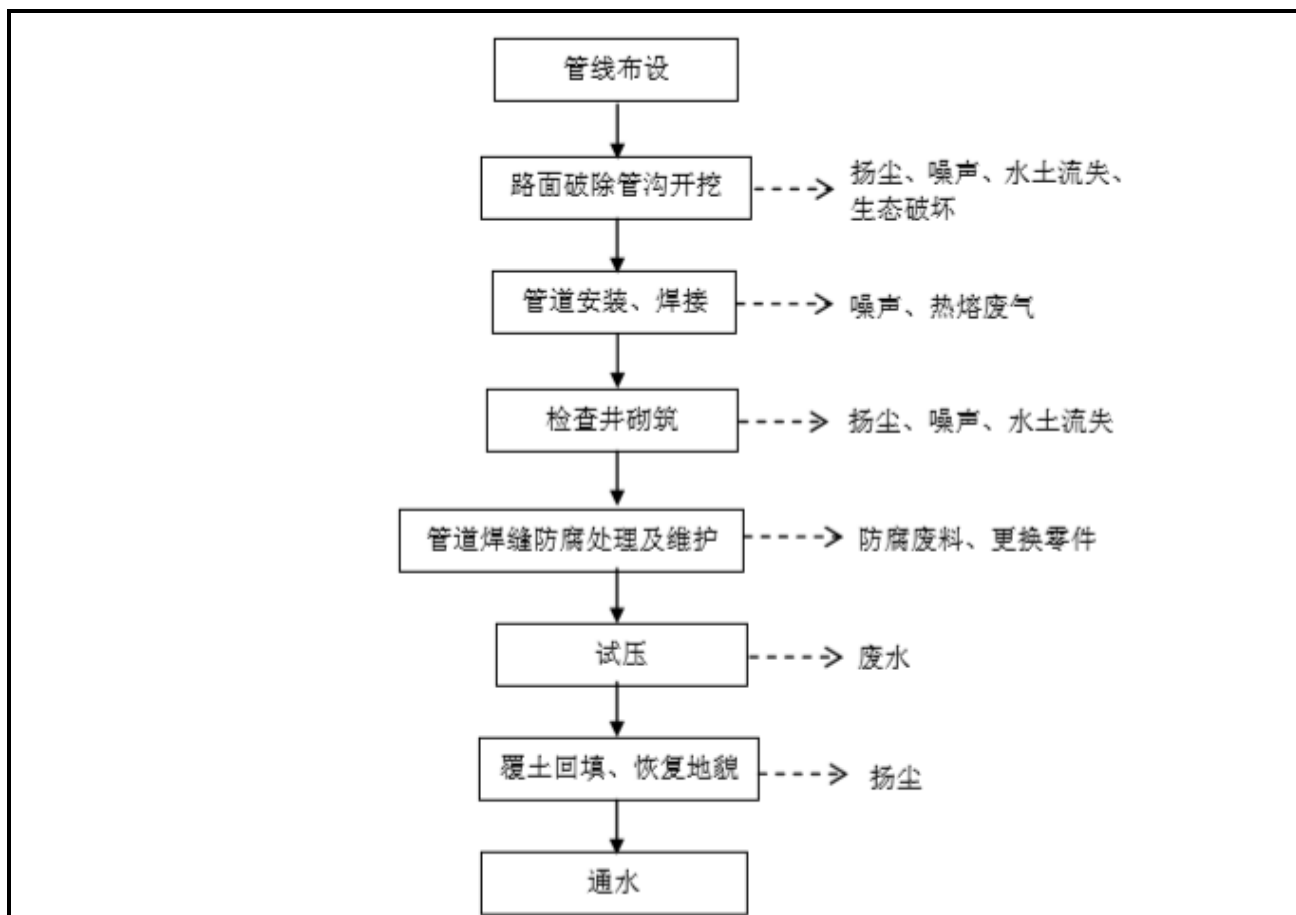 管线布设
路面破除管沟开挖
扬尘、噪声、水土流失、
生态破坏
管道安装、焊接
噪声、热熔废气
检查井砌筑
扬尘、噪声、水土流失
管道焊缝防腐处理及维护
防腐废料、更换零件
试压
废水
覆土回填、恢复地貌
扬尘
通水